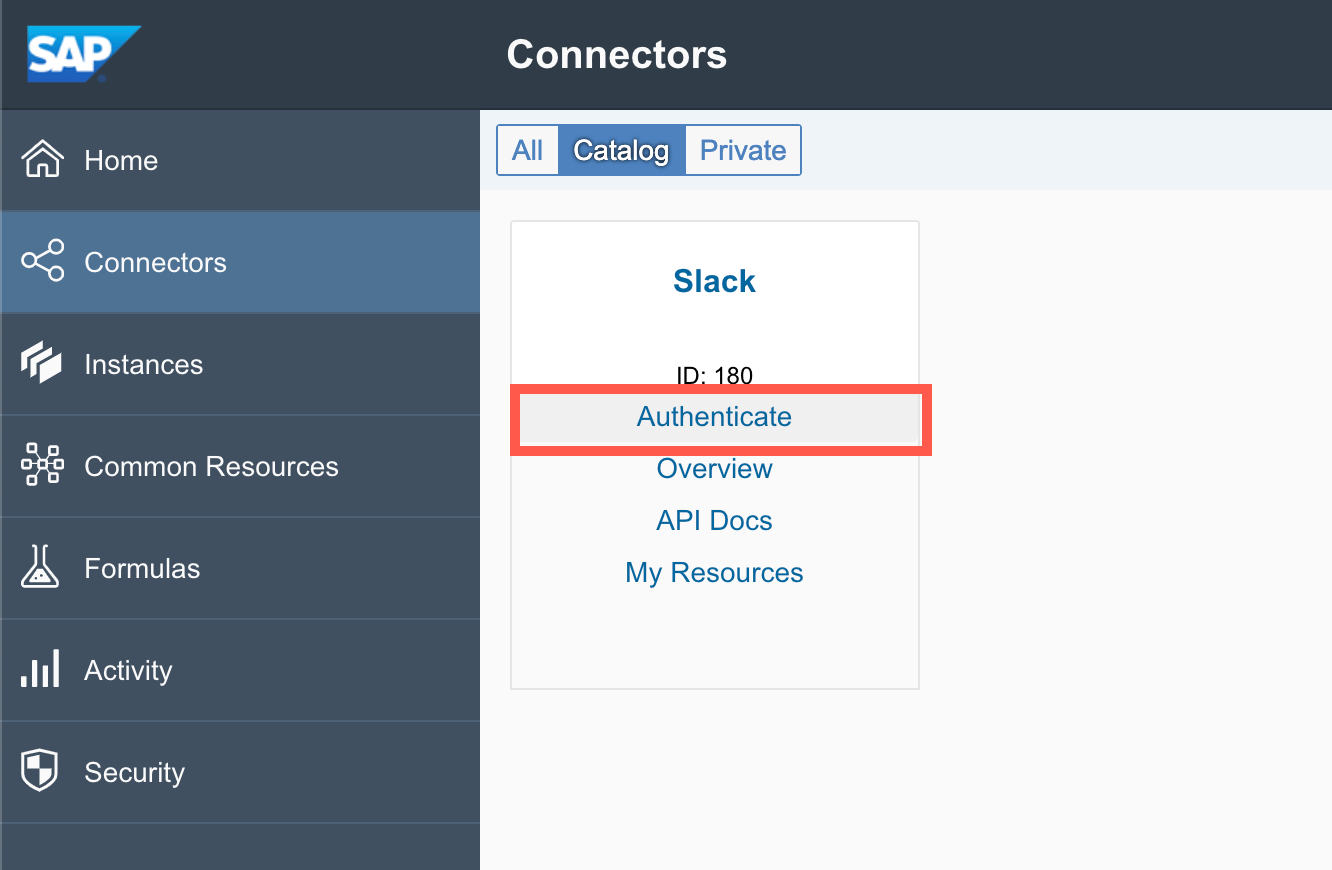 SAP
Connectors
Home
Connectors
Instances
Common Resources
Formulas
Activity
Security
All Catalog Private
Slack
ID: 180
Authenticate
Overview
API Docs
My Resources